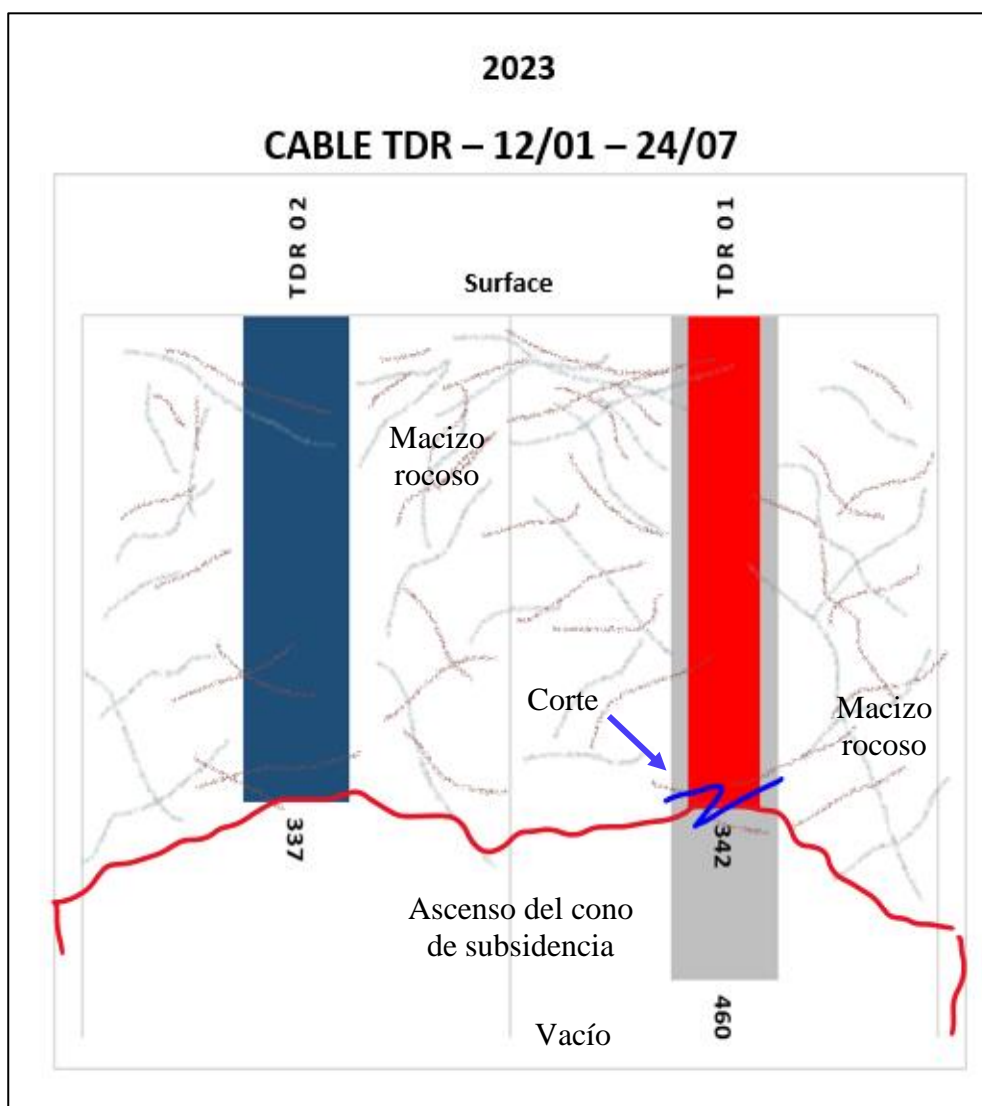 2023
CABLE TDR – 12/01 – 24/07
TDR 02
TDR 01
Surface
Macizo
rocoso
Corte
Macizo
rocoso
337
342
Ascenso del cono
de subsidencia
460
Vacío